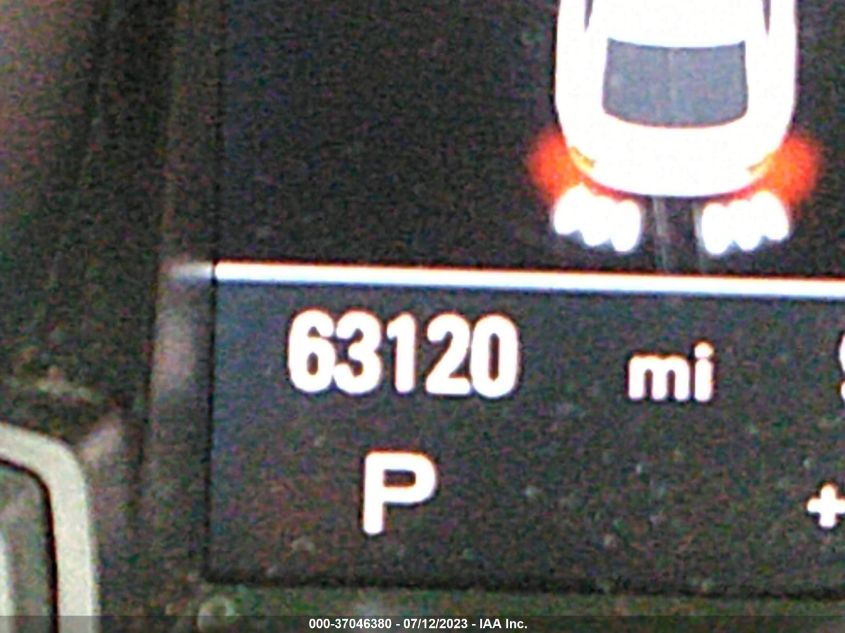 63120 mi
P +
000-37046380 - 07/12/2023 - IAA Inc.